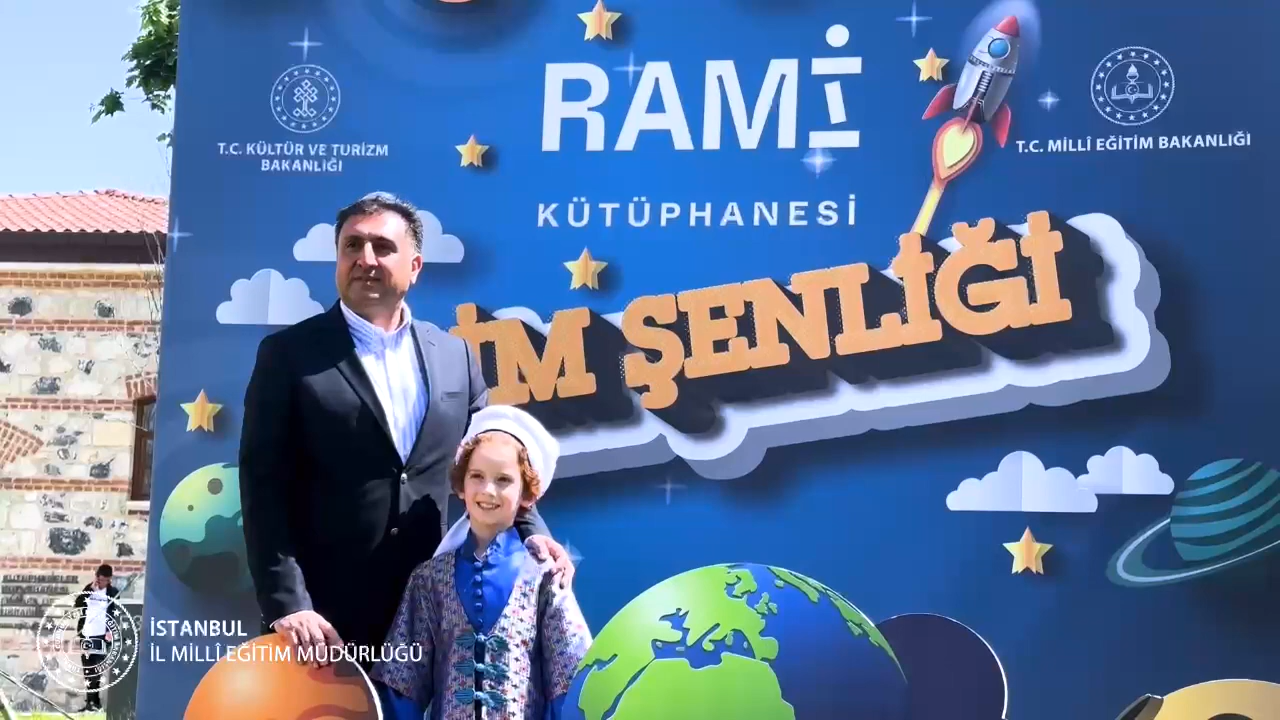 RAMİ
KÜTÜPHANESİ
T.C. KÜLTÜR VE TURİZM
BAKANLIĞI
T.C. MİLLÎ EĞİTİM BAKANLIĞI
İM ŞENLİĞİ
İSTANBUL
İL MİLLÎ EĞİTİM MÜDÜRLÜĞÜ